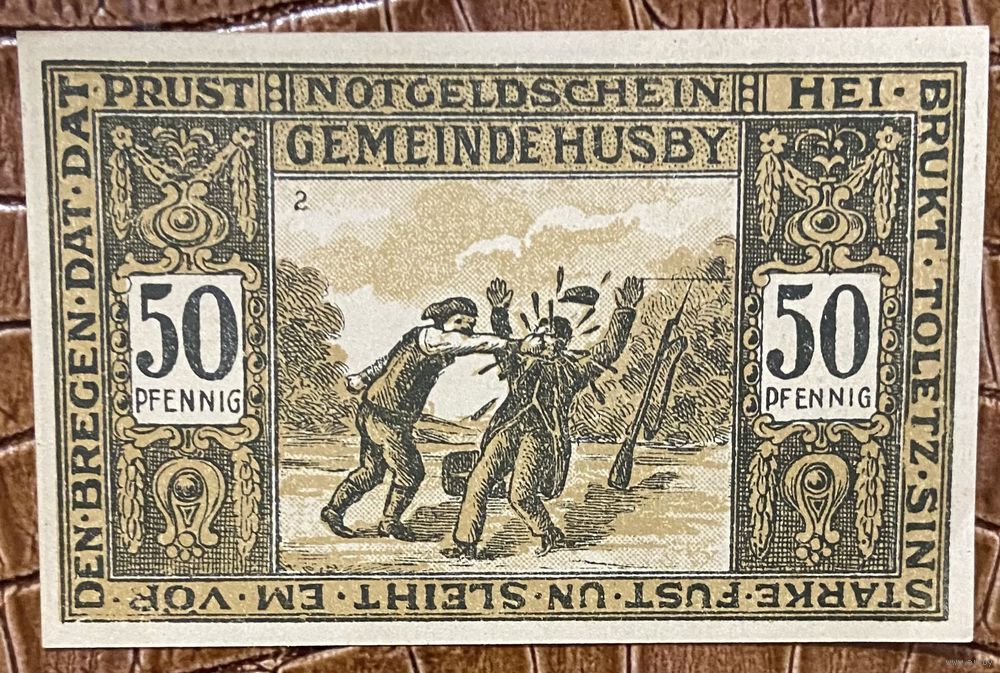 PRUST NOTGELDSCHEIN HEI·
GEMEINDE HUSBY
2
50
PFENNIG
50
PFENNIG
BRUKT·TOLETZ·SINS
STARKE·FUST·UN·SLEIHT·EM·VÖR·
DEN·BREGEN·DAT·DAT·